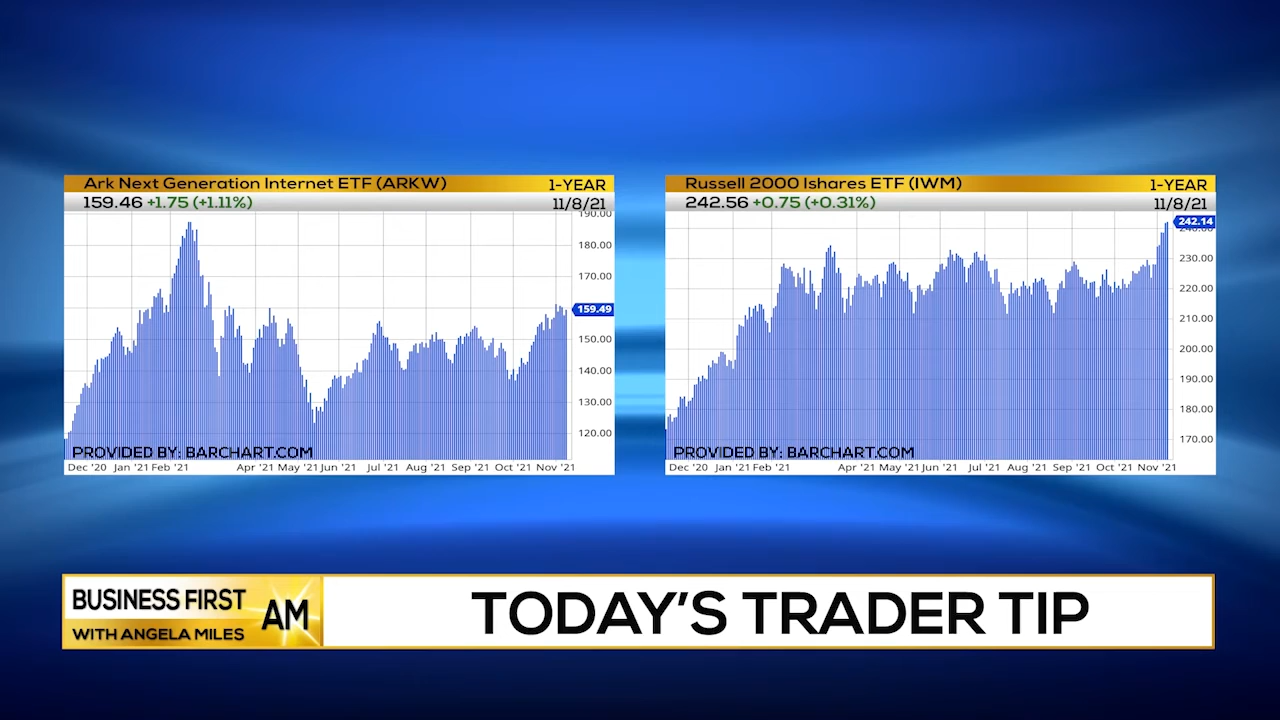 Ark Next Generation Internet ETF (ARKW) 1-YEAR
159.46 +1.75 (+1.11%) 11/8/21
190.00
180.00
170.00
159.49
150.00
140.00
130.00
120.00
PROVIDED BY: BARCHART.COM
Dec '20 Jan '21 Feb '21 Apr '21 May '21 Jun '21 Jul '21 Aug '21 Sep '21 Oct '21 Nov '21
Russell 2000 Ishares ETF (IWM) 1-YEAR
242.56 +0.75 (+0.31%) 11/8/21
242.14
240.00
230.00
220.00
210.00
200.00
190.00
180.00
170.00
PROVIDED BY: BARCHART.COM
Dec '20 Jan '21 Feb '21 Apr '21 May '21 Jun '21 Jul '21 Aug '21 Sep '21 Oct '21 Nov '21
BUSINESS FIRST
AM
WITH ANGELA MILES
TODAY'S TRADER TIP